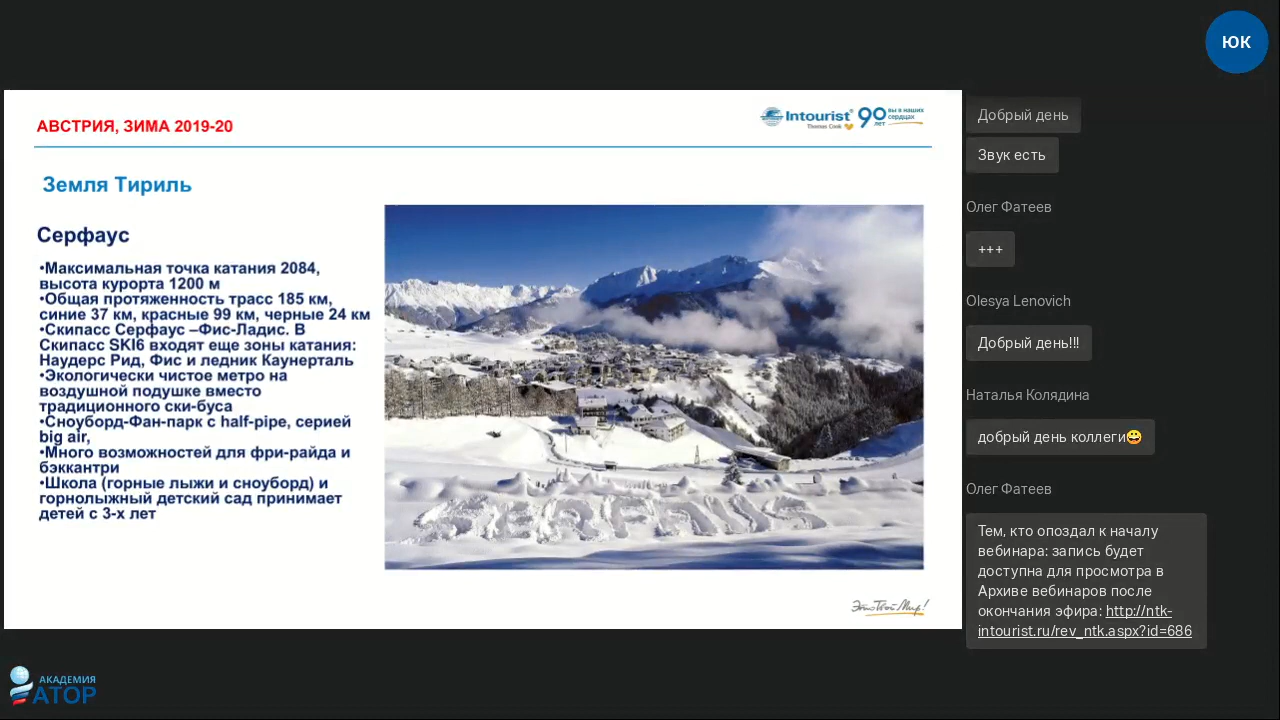 ЮК
АВСТРИЯ, ЗИМА 2019-20
Intourist
Thomas Cook
90 лет
вы в наших
сердцах
Земля Тириль
Серфаус
•Максимальная точка катания 2084,
высота курорта 1200 м
•Общая протяженность трасс 185 км,
синие 37 км, красные 99 км, черные 24 км
•Скипасс Серфаус –Фис-Ладис. В
Скипасс SKI6 входят еще зоны катания:
Наудерс Рид, Фис и ледник Каунерталь
•Экологически чистое метро на
воздушной подушке вместо
традиционного ски-буса
•Сноуборд-Фан-парк с half-pipe, серией
big air,
•Много возможностей для фри-райда и
бэккантри
•Школа (горные лыжи и сноуборд) и
горнолыжный детский сад принимает
детей с 3-х лет
SERFAUS
Это Твой Мир!
АКАДЕМИЯ
АТОР
Добрый день
Звук есть
Олег Фатеев
+++
Olesya Lenovich
Добрый день!!!
Наталья Колядина
добрый день коллеги😀
Олег Фатеев
Тем, кто опоздал к началу
вебинара: запись будет
доступна для просмотра в
Архиве вебинаров после
окончания эфира: http://ntk-
intourist.ru/rev_ntk.aspx?id=686